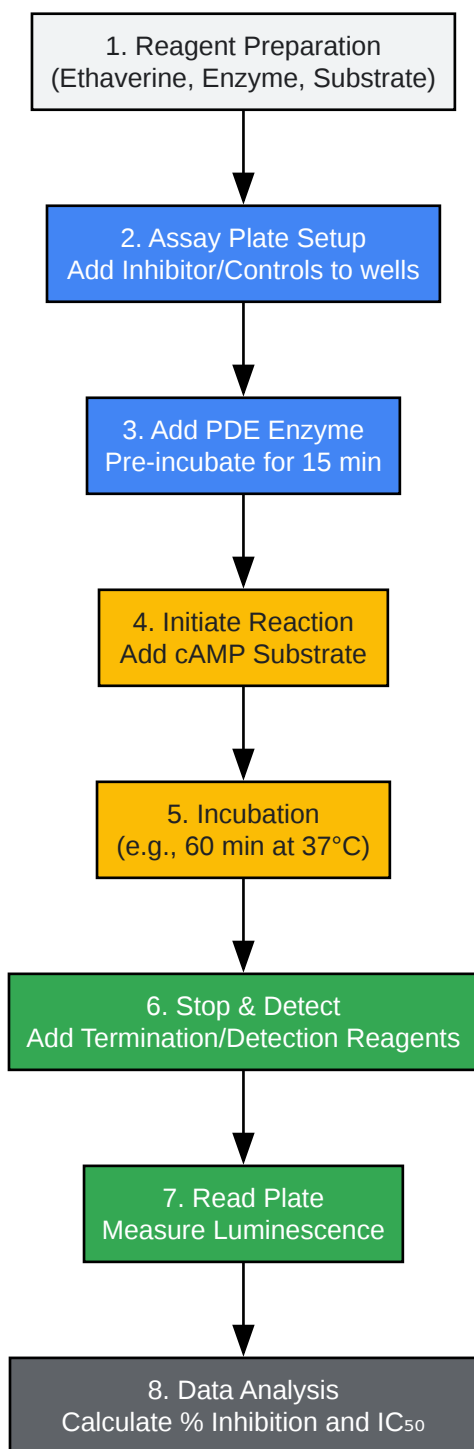 1. Reagent Preparation
(Ethaverine, Enzyme, Substrate)
2. Assay Plate Setup
Add Inhibitor/Controls to wells
3. Add PDE Enzyme
Pre-incubate for 15 min
4. Initiate Reaction
Add cAMP Substrate
5. Incubation
(e.g., 60 min at 37°C)
6. Stop & Detect
Add Termination/Detection Reagents
7. Read Plate
Measure Luminescence
8. Data Analysis
Calculate % Inhibition and IC₅₀